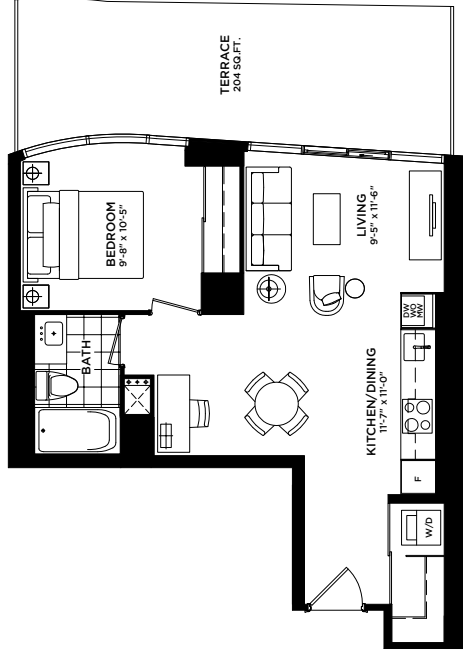 TERRACE
204 SQ.FT.
BEDROOM
9'-8" x 10'-5"
LIVING
9'-5" x 11'-6"
BATH
DW
WO
MW
KITCHEN/DINING
11'-7" x 11'-0"
F
W/D